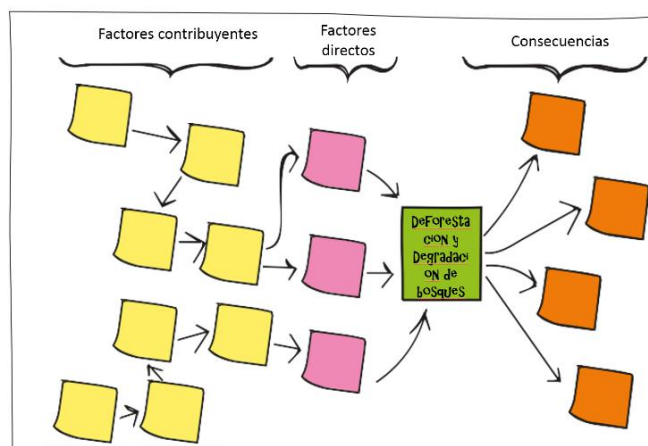 Factores contribuyentes
Factores
directos
Consecuencias
Deforesta
cion y
Degradaci
on de
bosques